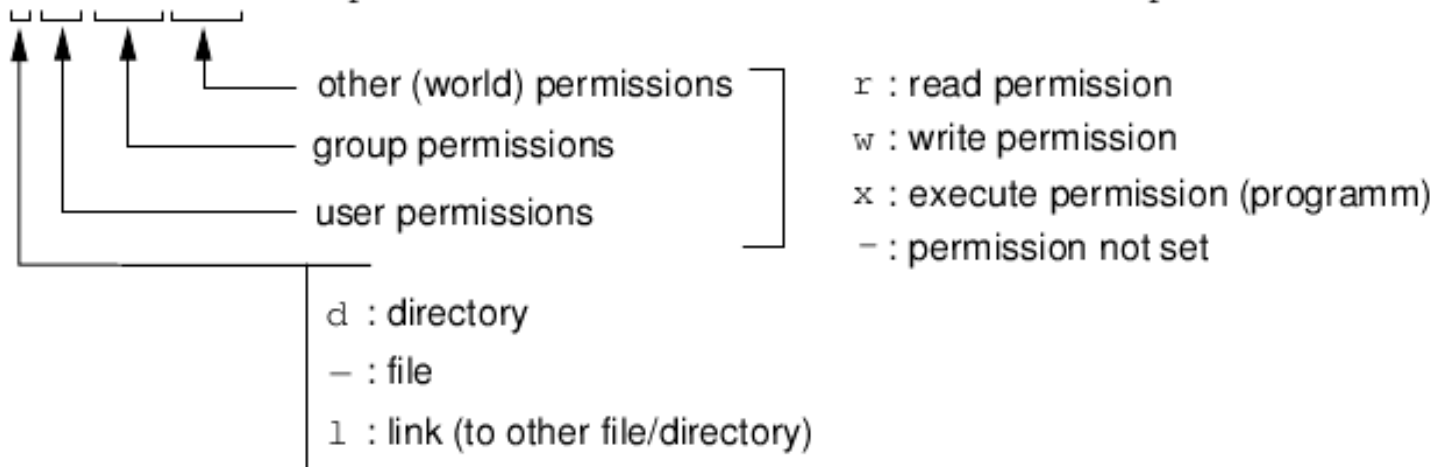 other (world) permissions
group permissions
user permissions
r : read permission
w : write permission
x : execute permission (programm)
- : permission not set
d : directory
- : file
l : link (to other file/directory)